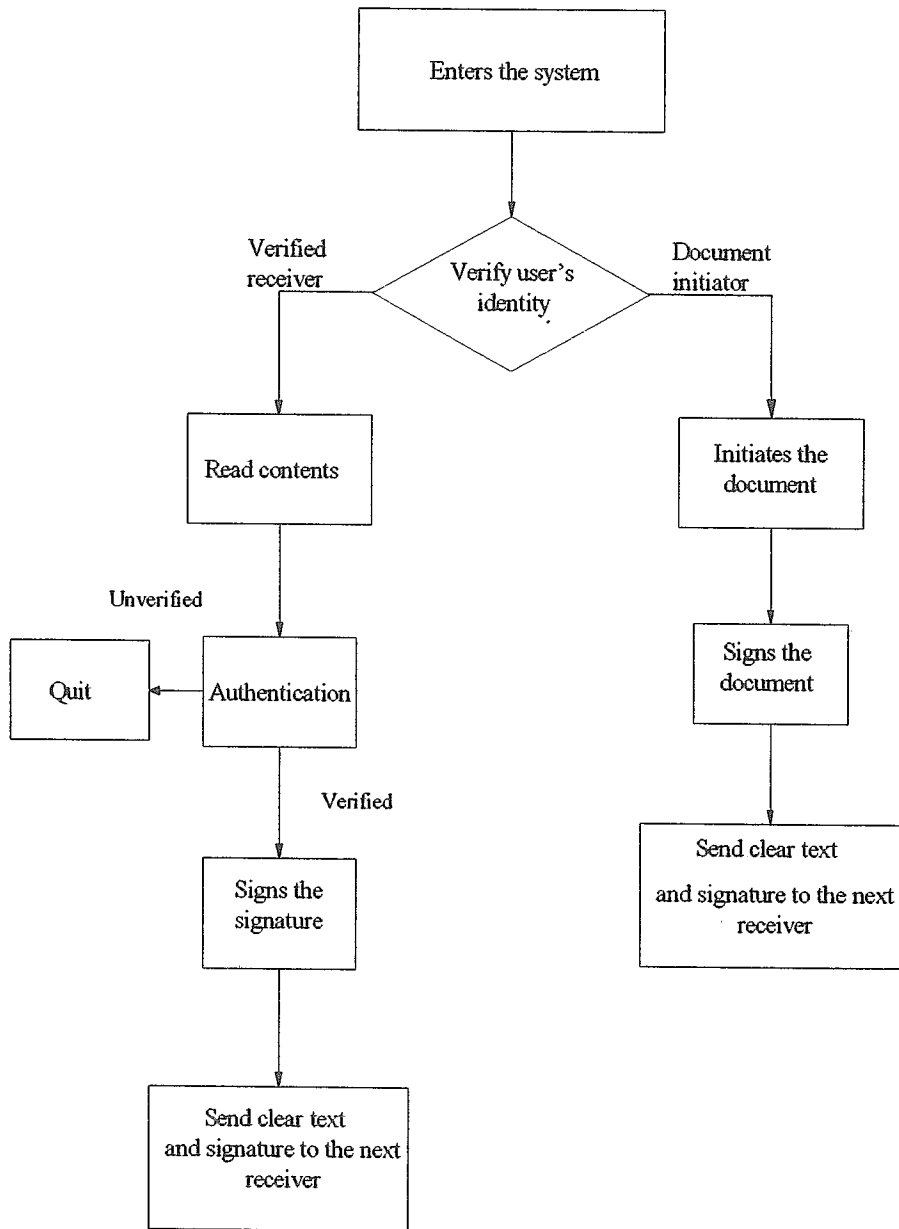 Enters the system
Verified
receiver
Verify user's
identity
Document
initiator
Read contents
Initiates the
document
Unverified
Quit
Authentication
Signs the
document
Verified
Signs the
signature
Send clear text
and signature to the next
receiver
Send clear text
and signature to the next
receiver